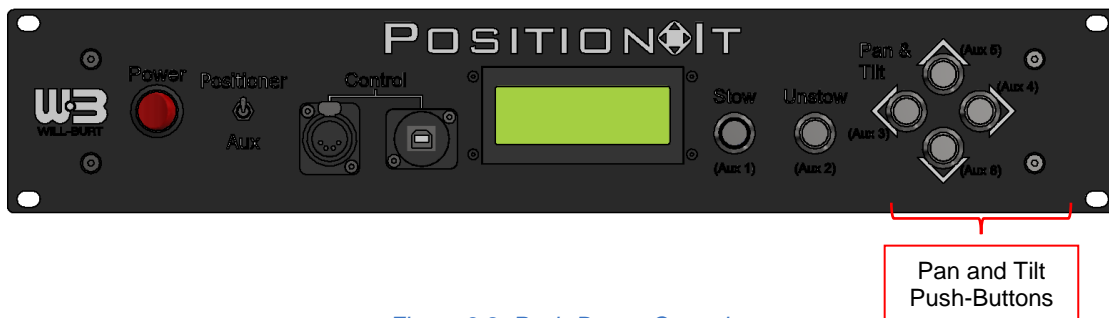 POSITION IT
Power
Positioner
Aux
Control
Unstow
(Aux 1)
(Aux 2)
Pan &
Tilt
(Aux 5)
(Aux 4)
(Aux 3)
(Aux 6)
W3
WILL-BURT
Pan and Tilt
Push-Buttons